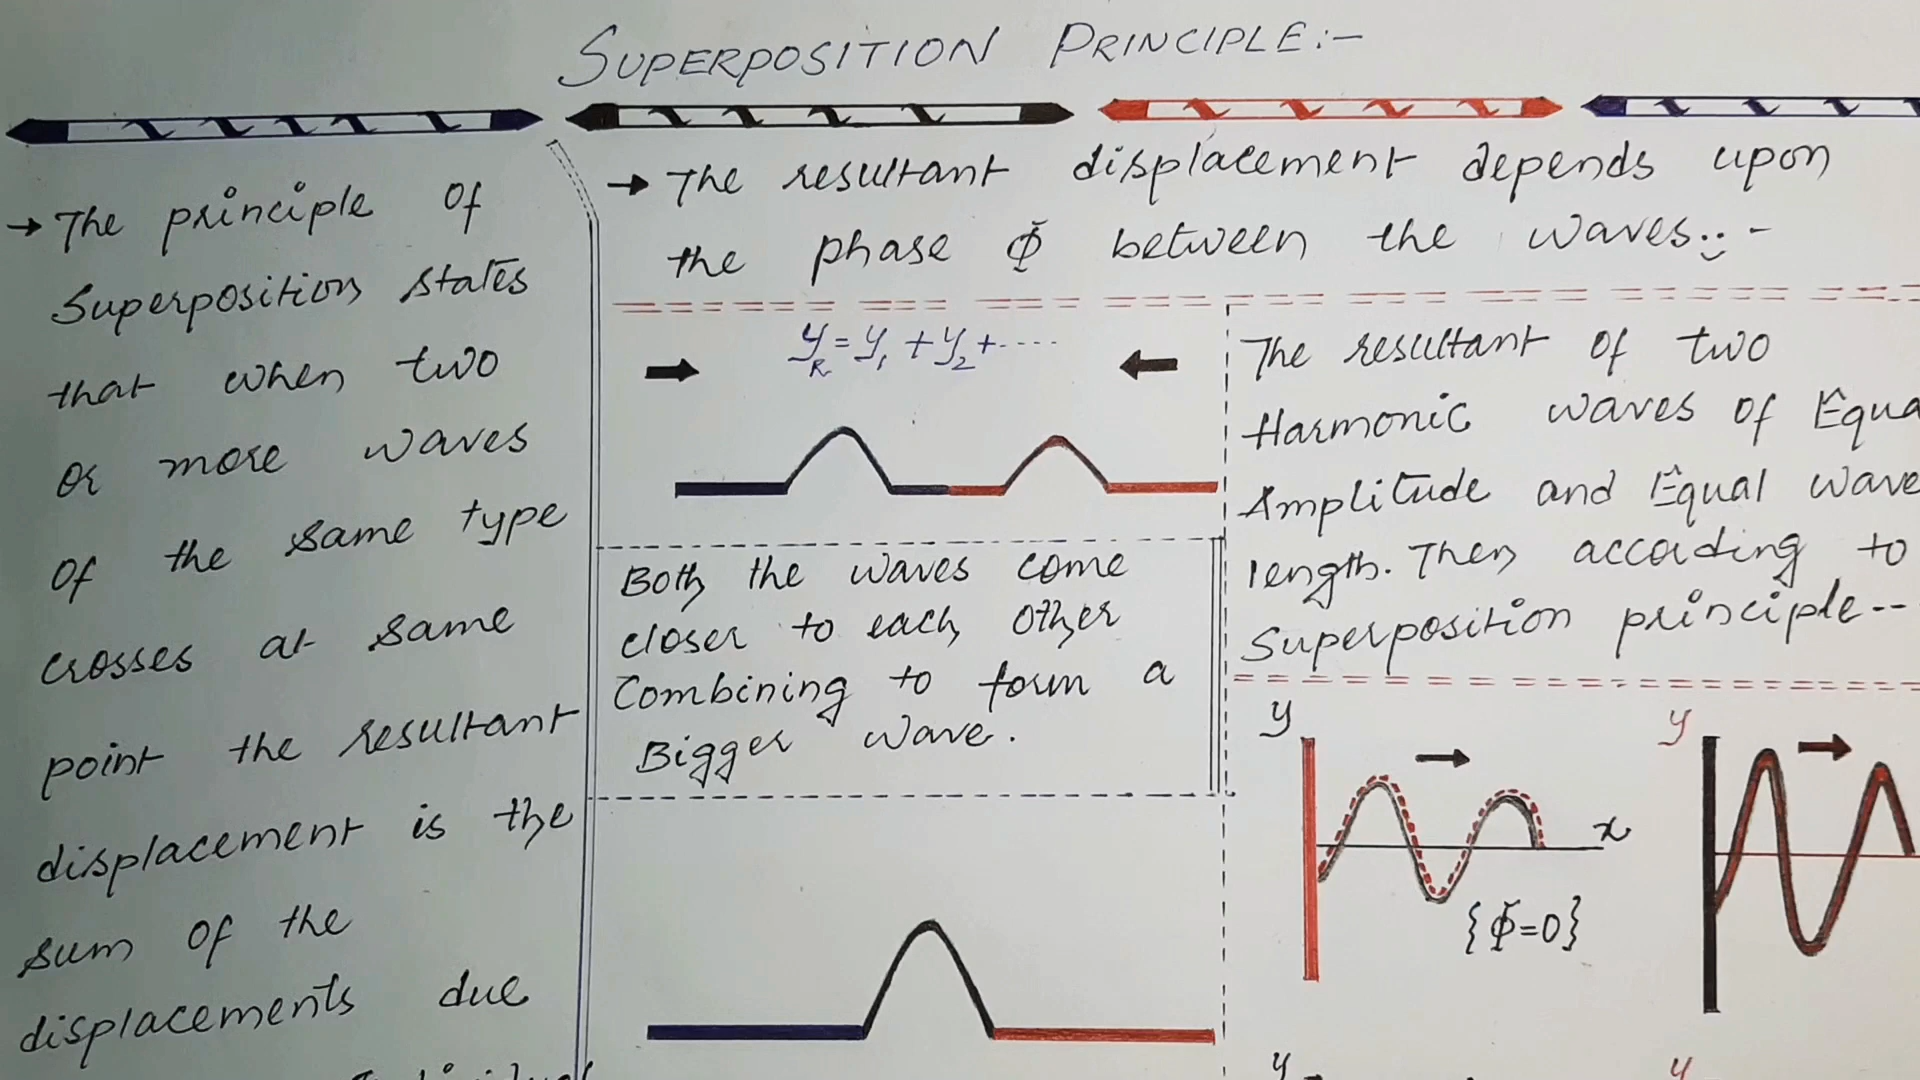 SUPERPOSITION PRINCIPLE:-
→ The principle of
Superposition states
that when two
or more waves
of the same type
crosses at same
point the resultant
displacement is the
sum of the
displacements due
→ The resultant displacement depends upon
the phase Φ between the waves:-
y_R = y_1 + y_2 + ----
Both the waves come
closer to each other
Combining to form a
Bigger wave.
The resultant of two
Harmonic waves of Equa
Amplitude and Equal wave
length. Then according to
Superposition principle--
y
x
{Φ=0}
y
y
y